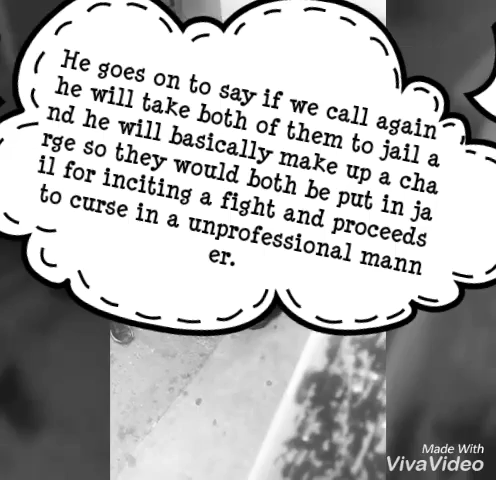 He goes on to say if we call again
he will take both of them to jail a
nd he will basically make up a cha
rge so they would both be put in ja
il for inciting a fight and proceeds
to curse in a unprofessional mann
er.
Made With
VivaVideo